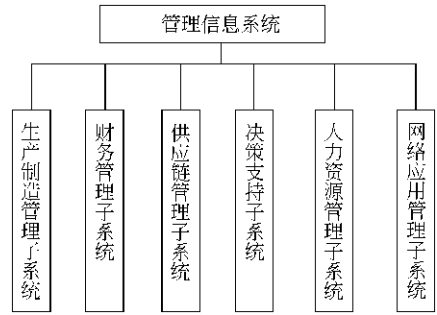 管理信息系统
生产制造管理子系统
财务管理子系统
供应链管理子系统
决策支持子系统
人力资源管理子系统
网络应用管理子系统